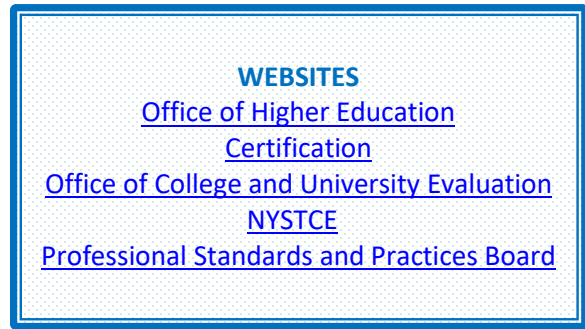 WEBSITES
Office of Higher Education
Certification
Office of College and University Evaluation
NYSTCE
Professional Standards and Practices Board